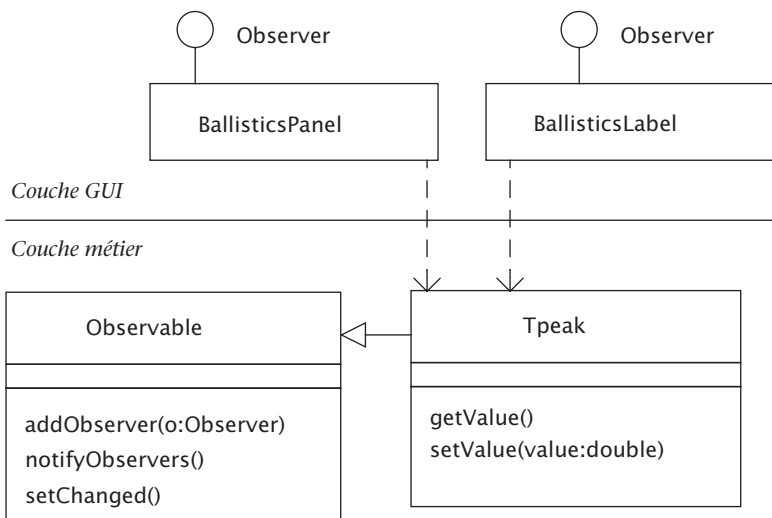 Observer
Observer
BallisticsPanel
BallisticsLabel
Couche GUI
Couche métier
Observable
Tpeak
addObserver(o:Observer)
notifyObservers()
setChanged()
getValue()
setValue(value:double)